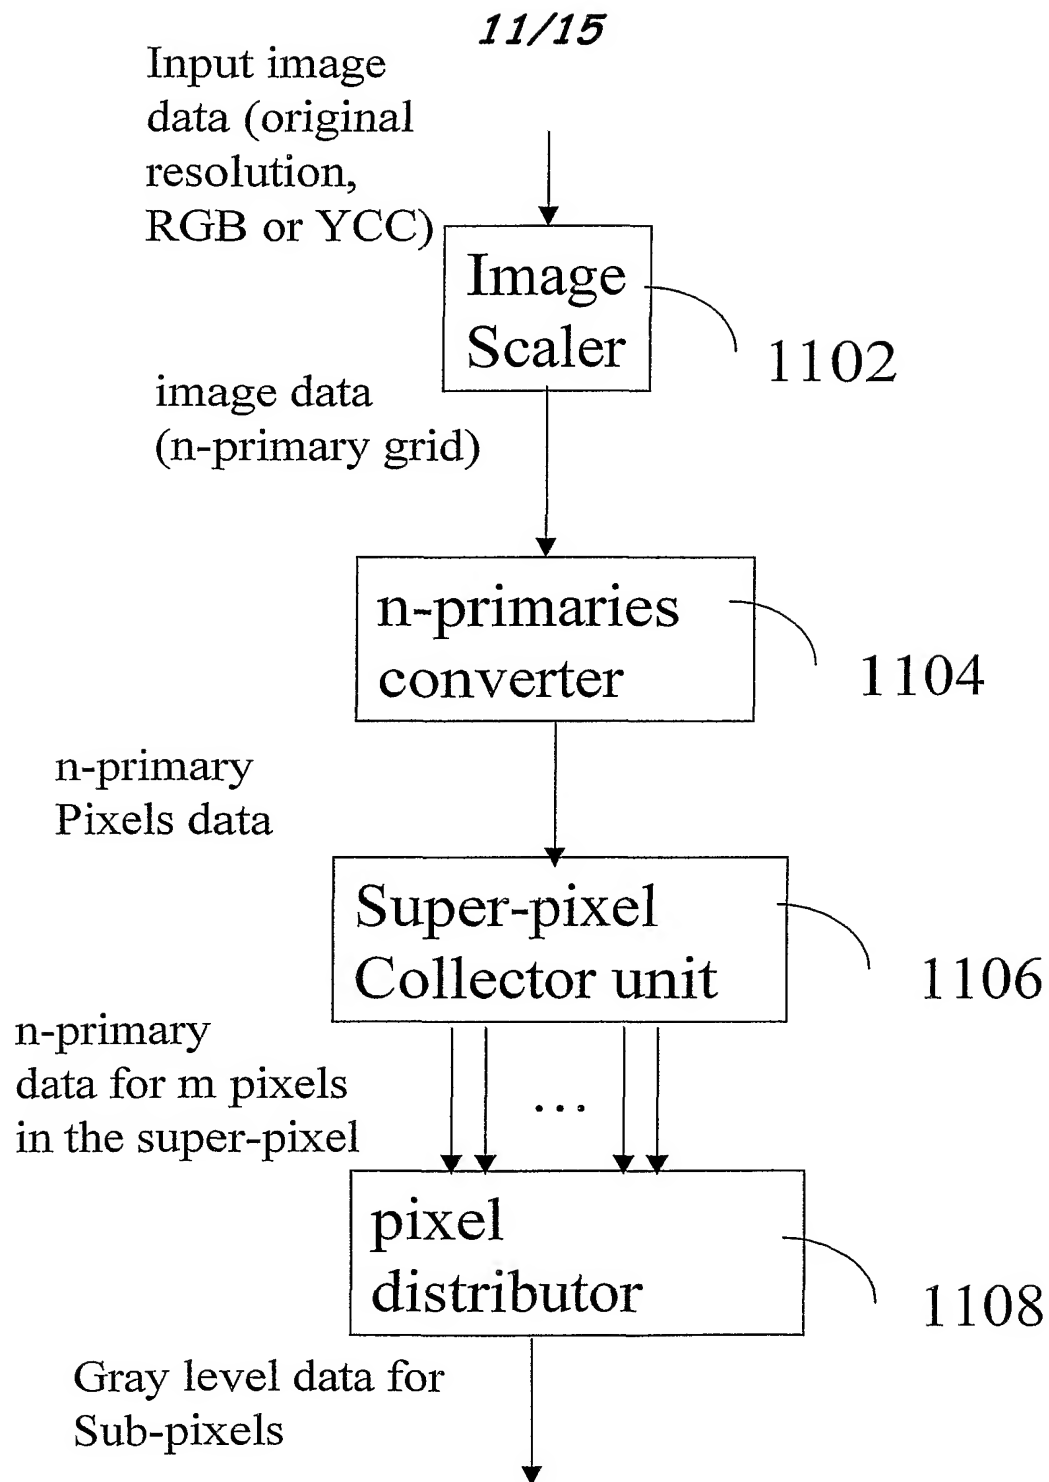 11/15
Input image
data (original
resolution,
RGB or YCC)
Image
Scaler
1102
image data
(n-primary grid)
n-primaries
converter
1104
n-primary
Pixels data
Super-pixel
Collector unit
1106
n-primary
data for m pixels
in the super-pixel
...
pixel
distributor
1108
Gray level data for
Sub-pixels